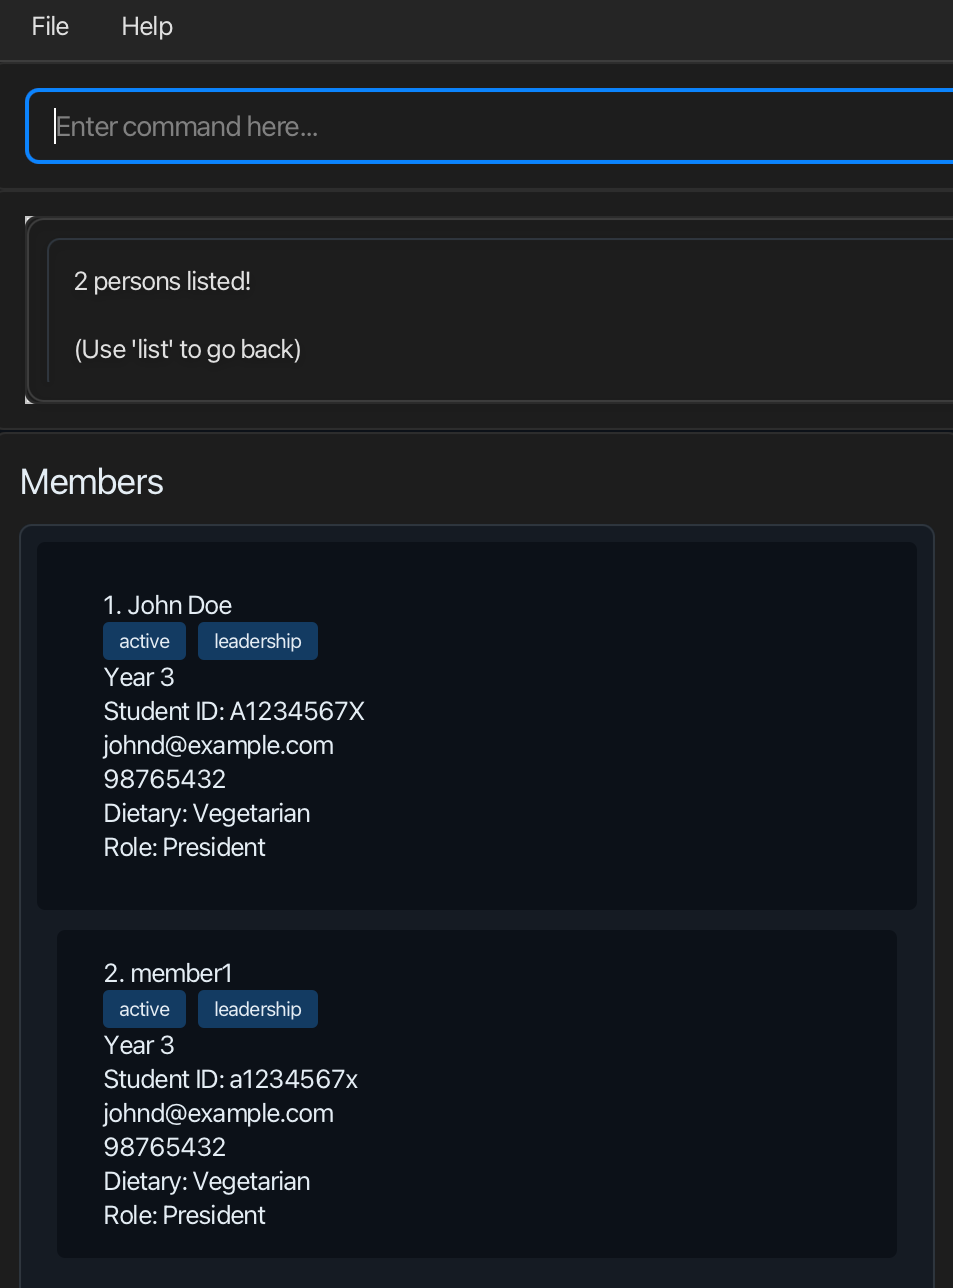 File Help
Enter command here...
2 persons listed!
(Use 'list' to go back)
Members
1. John Doe
active leadership
Year 3
Student ID: A1234567X
johnd@example.com
98765432
Dietary: Vegetarian
Role: President
2. member1
active leadership
Year 3
Student ID: a1234567x
johnd@example.com
98765432
Dietary: Vegetarian
Role: President